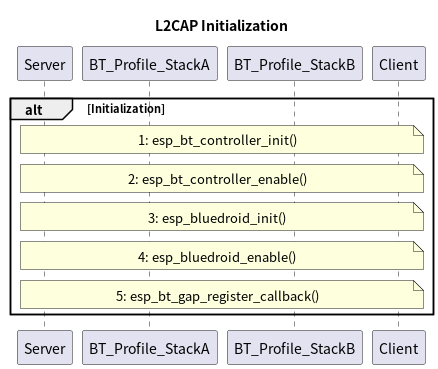 L2CAP Initialization
Server BT_Profile_StackA BT_Profile_StackB Client
alt [Initialization]
1: esp_bt_controller_init()
2: esp_bt_controller_enable()
3: esp_bluedroid_init()
4: esp_bluedroid_enable()
5: esp_bt_gap_register_callback()
Server BT_Profile_StackA BT_Profile_StackB Client